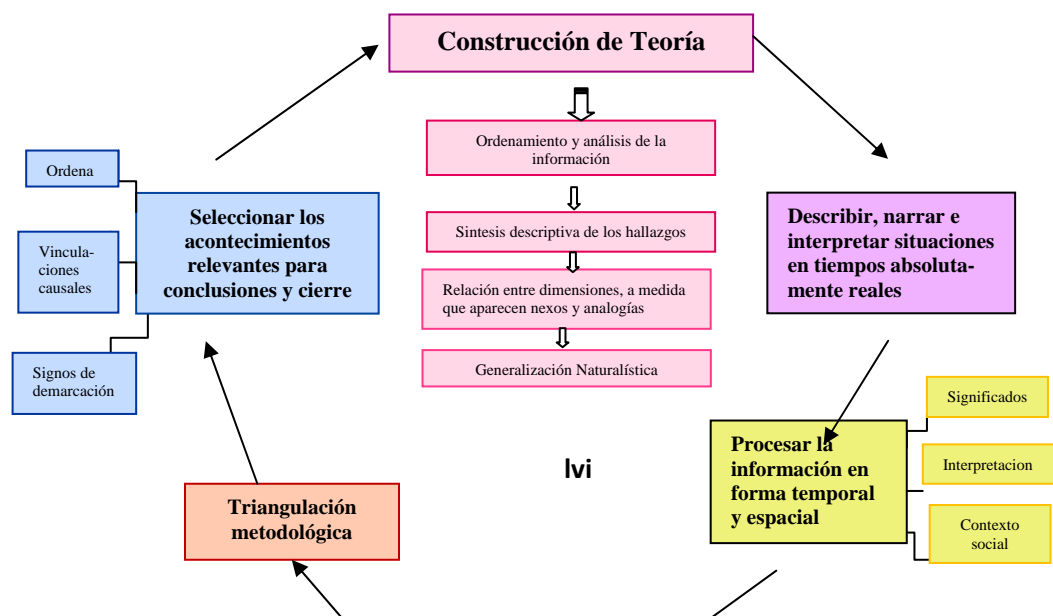 Construcción de Teoría
Ordenamiento y análisis de la
información
Sintesis descriptiva de los hallazgos
Relación entre dimensiones, a medida
que aparecen nexos y analogías
Generalización Naturalística
Ordena
Vincula-
ciones
causales
Signos de
demarcación
Seleccionar los
acontecimientos
relevantes para
conclusiones y cierre
Describir, narrar e
interpretar situaciones
en tiempos absoluta-
mente reales
Procesar la
información en
forma temporal
y espacial
Significados
Interpretacion
Contexto
social
lvi
Triangulación
metodológica